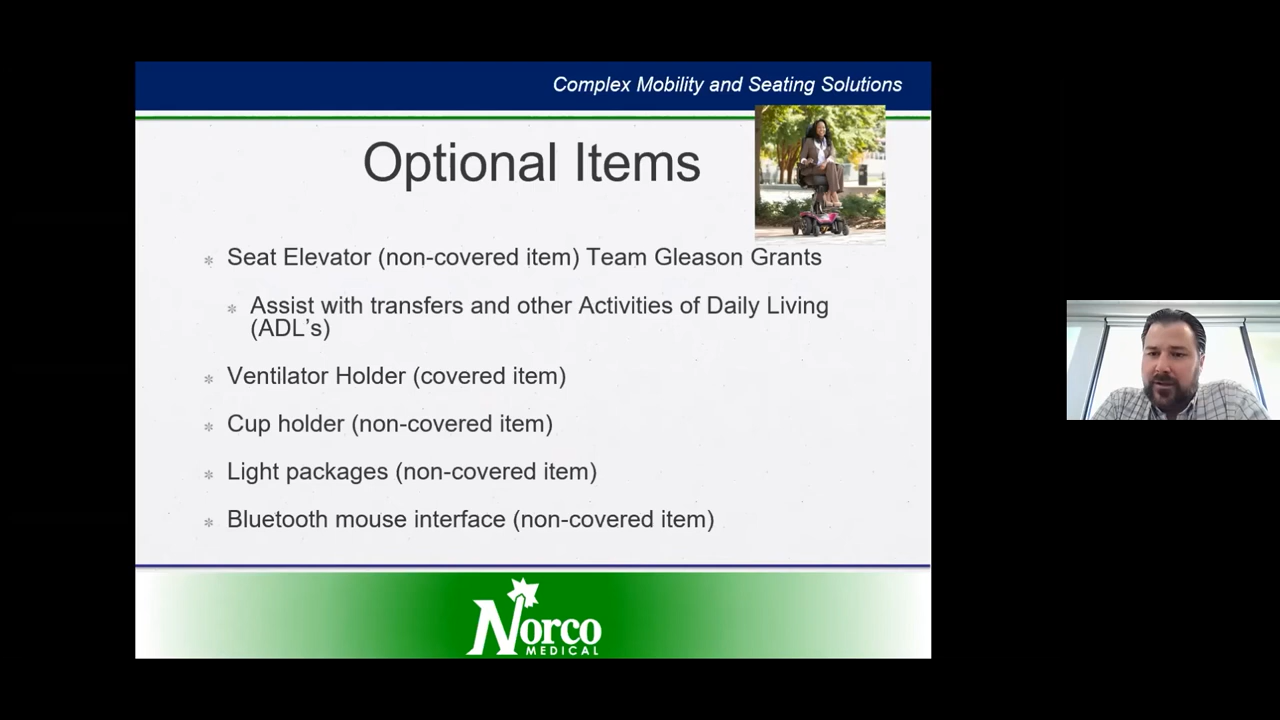 Complex Mobility and Seating Solutions
Optional Items
Seat Elevator (non-covered item) Team Gleason Grants
Assist with transfers and other Activities of Daily Living
(ADL's)
Ventilator Holder (covered item)
Cup holder (non-covered item)
Light packages (non-covered item)
Bluetooth mouse interface (non-covered item)
Norco
MEDICAL